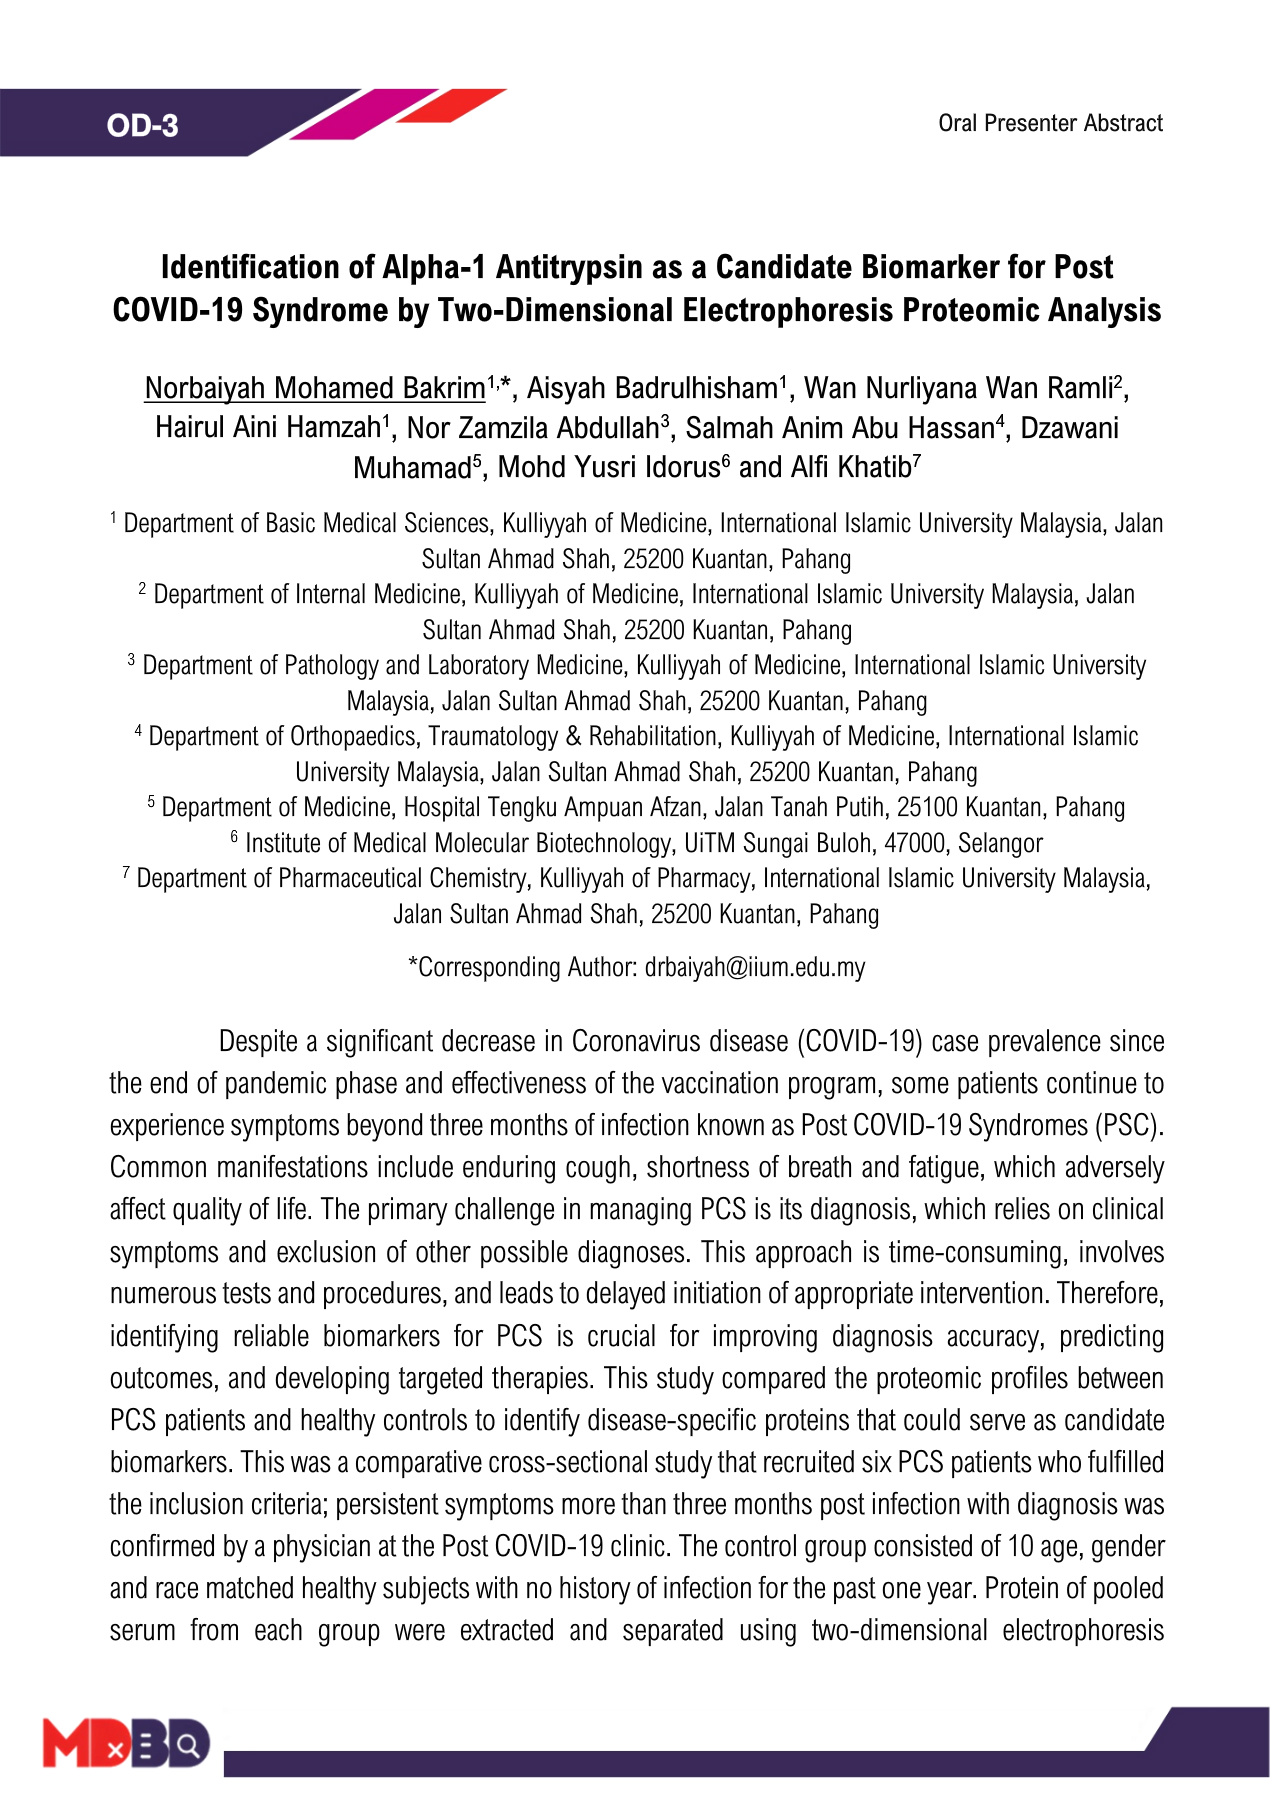 OD-3
Oral Presenter Abstract
Identification of Alpha-1 Antitrypsin as a Candidate Biomarker for Post
COVID-19 Syndrome by Two-Dimensional Electrophoresis Proteomic Analysis
Norbaiyah Mohamed Bakrim1,*, Aisyah Badrulhisham1, Wan Nurliyana Wan Ramli2,
Hairul Aini Hamzah1, Nor Zamzila Abdullah3, Salmah Anim Abu Hassan4, Dzawani
Muhamad5, Mohd Yusri Idorus6 and Alfi Khatib7
1 Department of Basic Medical Sciences, Kulliyyah of Medicine, International Islamic University Malaysia, Jalan
Sultan Ahmad Shah, 25200 Kuantan, Pahang
2 Department of Internal Medicine, Kulliyyah of Medicine, International Islamic University Malaysia, Jalan
Sultan Ahmad Shah, 25200 Kuantan, Pahang
3 Department of Pathology and Laboratory Medicine, Kulliyyah of Medicine, International Islamic University
Malaysia, Jalan Sultan Ahmad Shah, 25200 Kuantan, Pahang
4 Department of Orthopaedics, Traumatology & Rehabilitation, Kulliyyah of Medicine, International Islamic
University Malaysia, Jalan Sultan Ahmad Shah, 25200 Kuantan, Pahang
5 Department of Medicine, Hospital Tengku Ampuan Afzan, Jalan Tanah Putih, 25100 Kuantan, Pahang
6 Institute of Medical Molecular Biotechnology, UiTM Sungai Buloh, 47000, Selangor
7 Department of Pharmaceutical Chemistry, Kulliyyah of Pharmacy, International Islamic University Malaysia,
Jalan Sultan Ahmad Shah, 25200 Kuantan, Pahang
*Corresponding Author: drbaiyah@iium.edu.my
Despite a significant decrease in Coronavirus disease (COVID-19) case prevalence since
the end of pandemic phase and effectiveness of the vaccination program, some patients continue to
experience symptoms beyond three months of infection known as Post COVID-19 Syndromes (PSC).
Common manifestations include enduring cough, shortness of breath and fatigue, which adversely
affect quality of life. The primary challenge in managing PCS is its diagnosis, which relies on clinical
symptoms and exclusion of other possible diagnoses. This approach is time-consuming, involves
numerous tests and procedures, and leads to delayed initiation of appropriate intervention. Therefore,
identifying reliable biomarkers for PCS is crucial for improving diagnosis accuracy, predicting
outcomes, and developing targeted therapies. This study compared the proteomic profiles between
PCS patients and healthy controls to identify disease-specific proteins that could serve as candidate
biomarkers. This was a comparative cross-sectional study that recruited six PCS patients who fulfilled
the inclusion criteria; persistent symptoms more than three months post infection with diagnosis was
confirmed by a physician at the Post COVID-19 clinic. The control group consisted of 10 age, gender
and race matched healthy subjects with no history of infection for the past one year. Protein of pooled
serum from each group were extracted and separated using two-dimensional electrophoresis
MDxBD